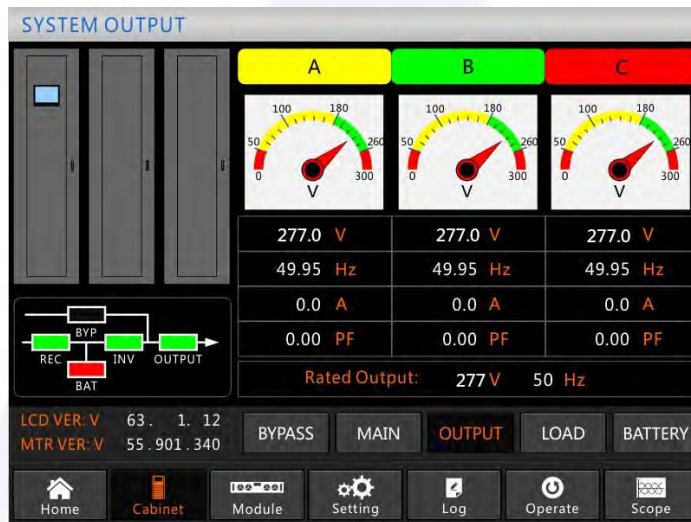 SYSTEM OUTPUT
A B C
100 180 100 180 100 180
50 260 50 260 50 260
0 300 0 300 0 300
V V V
277.0 V 277.0 V 277.0 V
49.95 Hz 49.95 Hz 49.95 Hz
0.0 A 0.0 A 0.0 A
0.00 PF 0.00 PF 0.00 PF
Rated Output: 277 V 50 Hz
BYP
REC INV OUTPUT
BAT
LCD VER: V 63. 1. 12
MTR VER: V 55.901.340
BYPASS MAIN OUTPUT LOAD BATTERY
Home Cabinet Module Setting Log Operate Scope